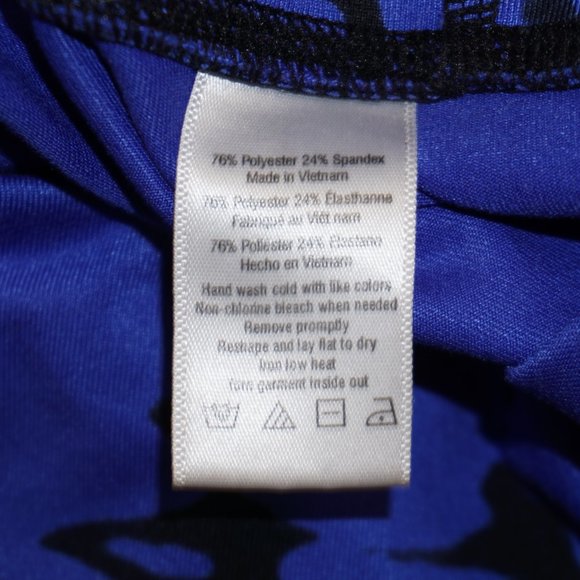 76% Polyester 24% Spandex
Made in Vietnam
76% Polyester 24% Élasthanne
Fabriqué au Viêt nam
76% Poliester 24% Elastano
Hecho en Vietnam
Hand wash cold with like colors
Non-chlorine bleach when needed
Remove promptly
Reshape and lay flat to dry
Iron low heat
Turn garment inside out